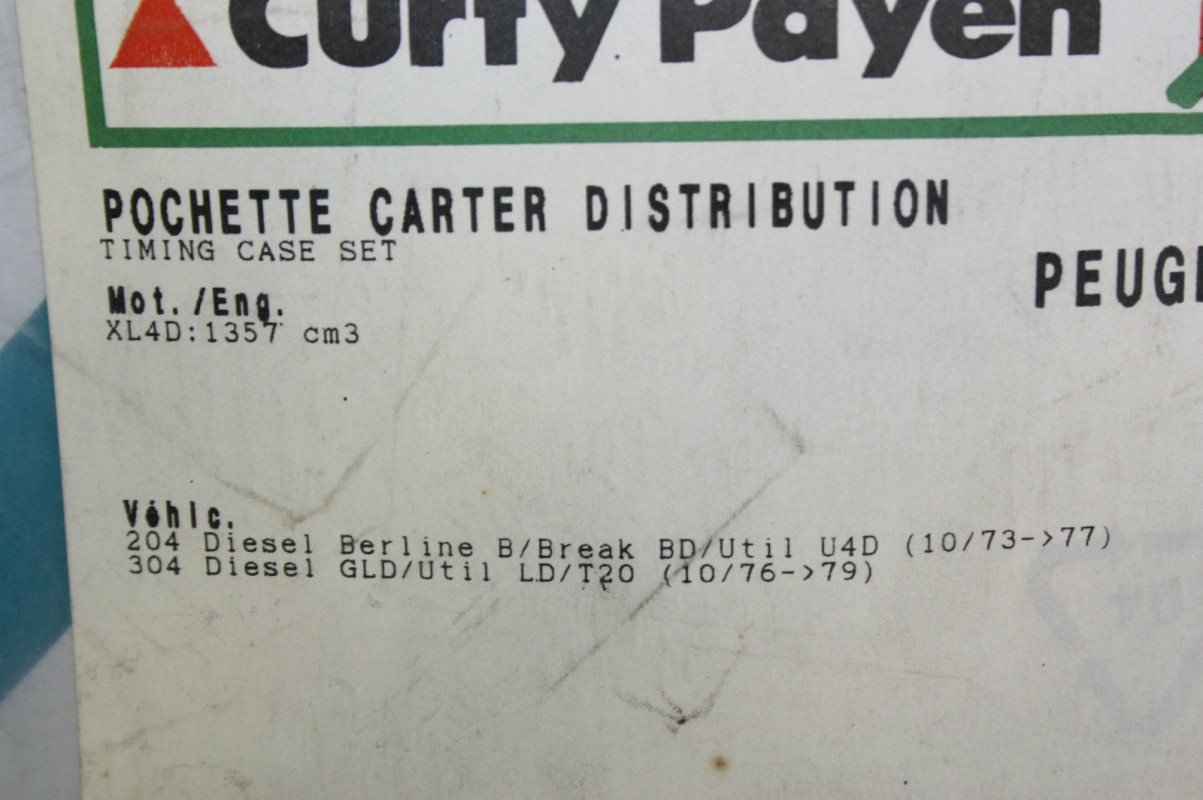 Curty Payen
POCHETTE CARTER DISTRIBUTION
TIMING CASE SET
PEUG
Mot./Eng.
XL4D:1357 cm3
Véhic.
204 Diesel Berline B/Break BD/Util U4D (10/73->77)
304 Diesel GLD/Util LD/T20 (10/76->79)